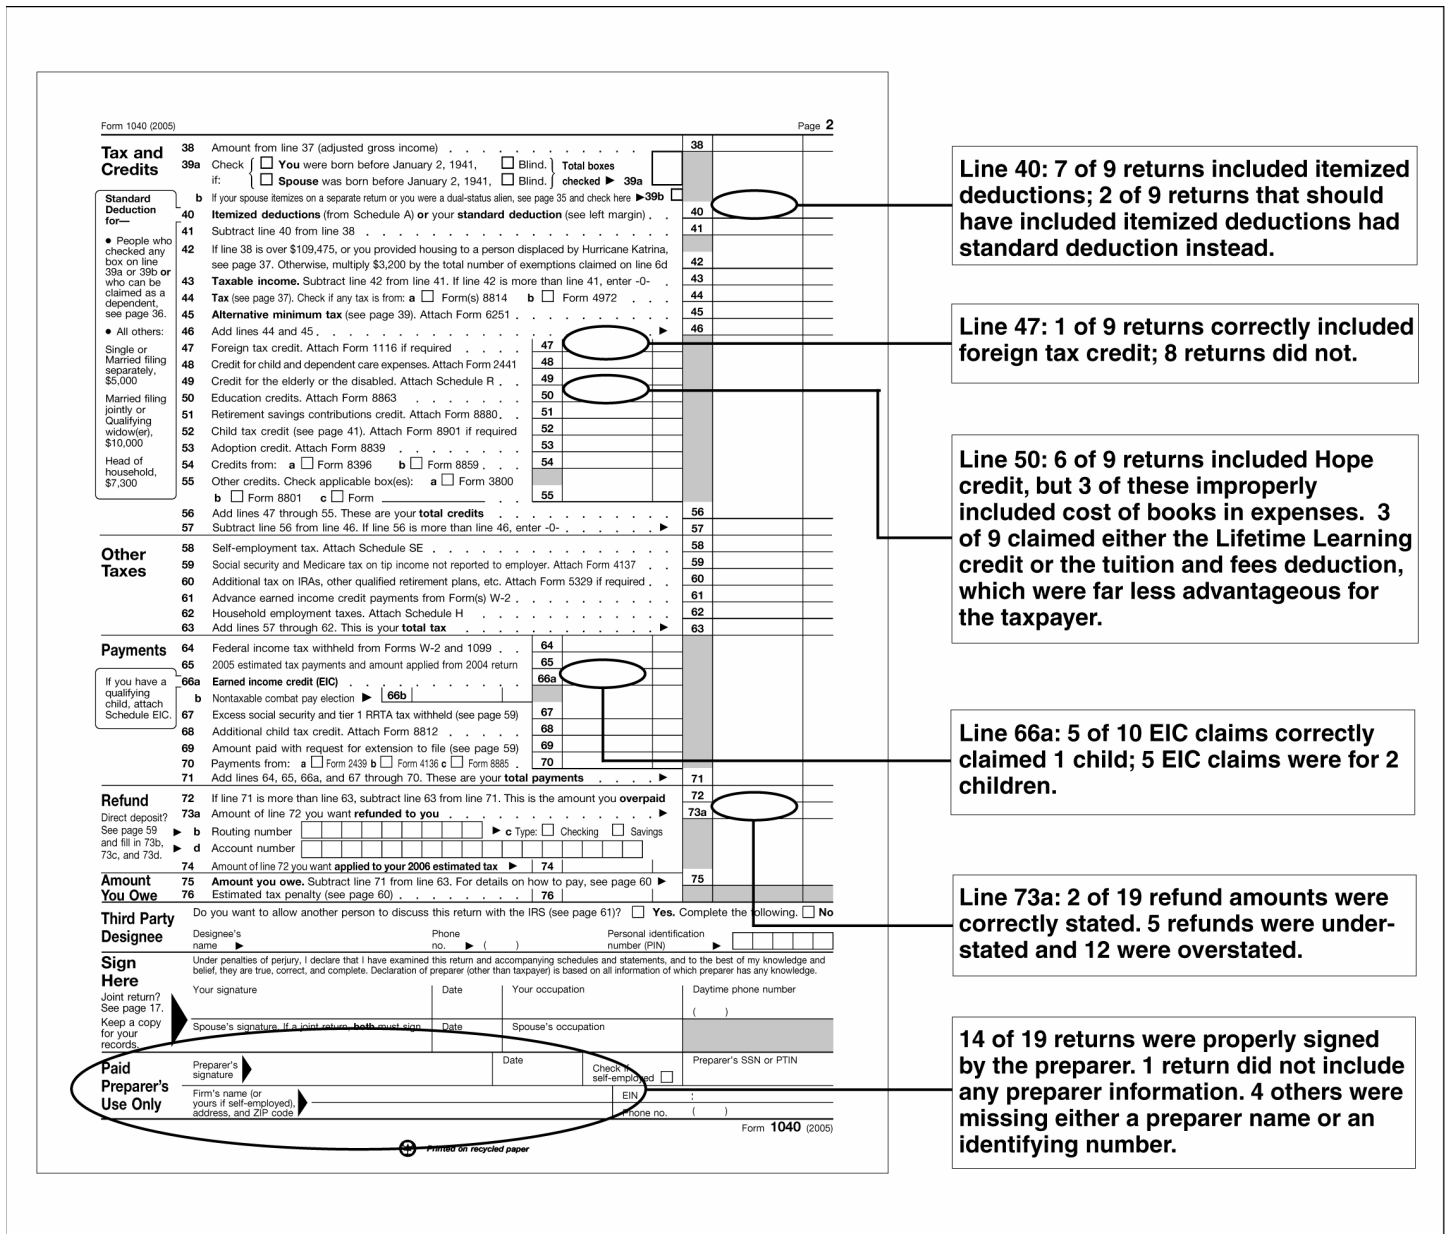 Form 1040 (2005) Page 2
Tax and Credits
38 Amount from line 37 (adjusted gross income) 38
39a Check if: { You were born before January 2, 1941, Blind. } Total boxes
Spouse was born before January 2, 1941, Blind. checked ▶ 39a
b If your spouse itemizes on a separate return or you were a dual-status alien, see page 35 and check here ▶ 39b
Standard
Deduction
for—
• People who
checked any
box on line
39a or 39b or
who can be
claimed as a
dependent,
see page 36.
• All others:
Single or
Married filing
separately,
$5,000
Married filing
jointly or
Qualifying
widow(er),
$10,000
Head of
household,
$7,300
40 Itemized deductions (from Schedule A) or your standard deduction (see left margin) . . 40
41 Subtract line 40 from line 38 41
42 If line 38 is over $109,475, or you provided housing to a person displaced by Hurricane Katrina,
see page 37. Otherwise, multiply $3,200 by the total number of exemptions claimed on line 6d 42
43 Taxable income. Subtract line 42 from line 41. If line 42 is more than line 41, enter -0- . 43
44 Tax (see page 37). Check if any tax is from: a Form(s) 8814 b Form 4972 . . . 44
45 Alternative minimum tax (see page 39). Attach Form 6251 45
46 Add lines 44 and 45 ▶ 46
47 Foreign tax credit. Attach Form 1116 if required . . . . 47
48 Credit for child and dependent care expenses. Attach Form 2441 48
49 Credit for the elderly or the disabled. Attach Schedule R . . 49
50 Education credits. Attach Form 8863 50
51 Retirement savings contributions credit. Attach Form 8880 . . 51
52 Child tax credit (see page 41). Attach Form 8901 if required 52
53 Adoption credit. Attach Form 8839 53
54 Credits from: a Form 8396 b Form 8859 . . . 54
55 Other credits. Check applicable box(es): a Form 3800
b Form 8801 c Form . . 55
56 Add lines 47 through 55. These are your total credits 56
57 Subtract line 56 from line 46. If line 56 is more than line 46, enter -0- ▶ 57
Other Taxes
58 Self-employment tax. Attach Schedule SE 58
59 Social security and Medicare tax on tip income not reported to employer. Attach Form 4137 59
60 Additional tax on IRAs, other qualified retirement plans, etc. Attach Form 5329 if required . 60
61 Advance earned income credit payments from Form(s) W-2 61
62 Household employment taxes. Attach Schedule H 62
63 Add lines 57 through 62. This is your total tax ▶ 63
Payments
64 Federal income tax withheld from Forms W-2 and 1099 . . 64
65 2005 estimated tax payments and amount applied from 2004 return 65
If you have a
qualifying
child, attach
Schedule EIC.
66a Earned income credit (EIC) 66a
b Nontaxable combat pay election ▶ 66b
67 Excess social security and tier 1 RRTA tax withheld (see page 59) 67
68 Additional child tax credit. Attach Form 8812 68
69 Amount paid with request for extension to file (see page 59) 69
70 Payments from: a Form 2439 b Form 4136 c Form 8885 . 70
71 Add lines 64, 65, 66a, and 67 through 70. These are your total payments ▶ 71
Refund
Direct deposit?
See page 59
and fill in 73b,
73c, and 73d.
72 If line 71 is more than line 63, subtract line 63 from line 71. This is the amount you overpaid 72
73a Amount of line 72 you want refunded to you ▶ 73a
▶ b Routing number ▶ c Type: Checking Savings
▶ d Account number
74 Amount of line 72 you want applied to your 2006 estimated tax ▶ 74
Amount
You Owe
75 Amount you owe. Subtract line 71 from line 63. For details on how to pay, see page 60 ▶ 75
76 Estimated tax penalty (see page 60) 76
Third Party
Designee
Do you want to allow another person to discuss this return with the IRS (see page 61)? Yes. Complete the following. No
Designee's
name ▶
Phone
no. ▶ ( )
Personal identification
number (PIN) ▶
Sign
Here
Joint return?
See page 17.
Keep a copy
for your
records.
Under penalties of perjury, I declare that I have examined this return and accompanying schedules and statements, and to the best of my knowledge and
belief, they are true, correct, and complete. Declaration of preparer (other than taxpayer) is based on all information of which preparer has any knowledge.
Your signature Date Your occupation Daytime phone number
( )
Spouse's signature. If a joint return, both must sign. Date Spouse's occupation
Paid
Preparer's
Use Only
Preparer's
signature
Date
Check if
self-employed
Preparer's SSN or PTIN
Firm's name (or
yours if self-employed),
address, and ZIP code
EIN :
Phone no. ( )
Form 1040 (2005)
Printed on recycled paper
Line 40: 7 of 9 returns included itemized
deductions; 2 of 9 returns that should
have included itemized deductions had
standard deduction instead.
Line 47: 1 of 9 returns correctly included
foreign tax credit; 8 returns did not.
Line 50: 6 of 9 returns included Hope
credit, but 3 of these improperly
included cost of books in expenses. 3
of 9 claimed either the Lifetime Learning
credit or the tuition and fees deduction,
which were far less advantageous for
the taxpayer.
Line 66a: 5 of 10 EIC claims correctly
claimed 1 child; 5 EIC claims were for 2
children.
Line 73a: 2 of 19 refund amounts were
correctly stated. 5 refunds were under-
stated and 12 were overstated.
14 of 19 returns were properly signed
by the preparer. 1 return did not include
any preparer information. 4 others were
missing either a preparer name or an
identifying number.